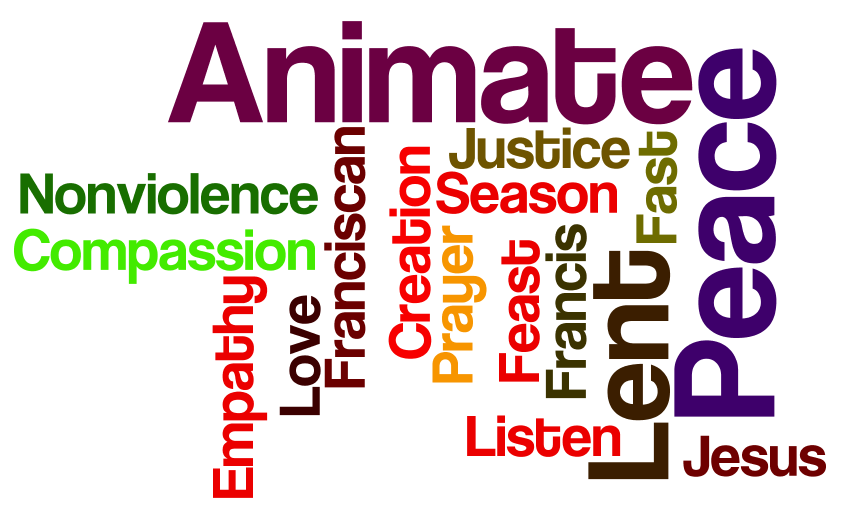 Animate
Peace
Justice
Fast
Franciscan
Creation
Season
Nonviolence
Compassion
Prayer
Feast
Francis
Lent
Empathy
Love
Listen
Jesus